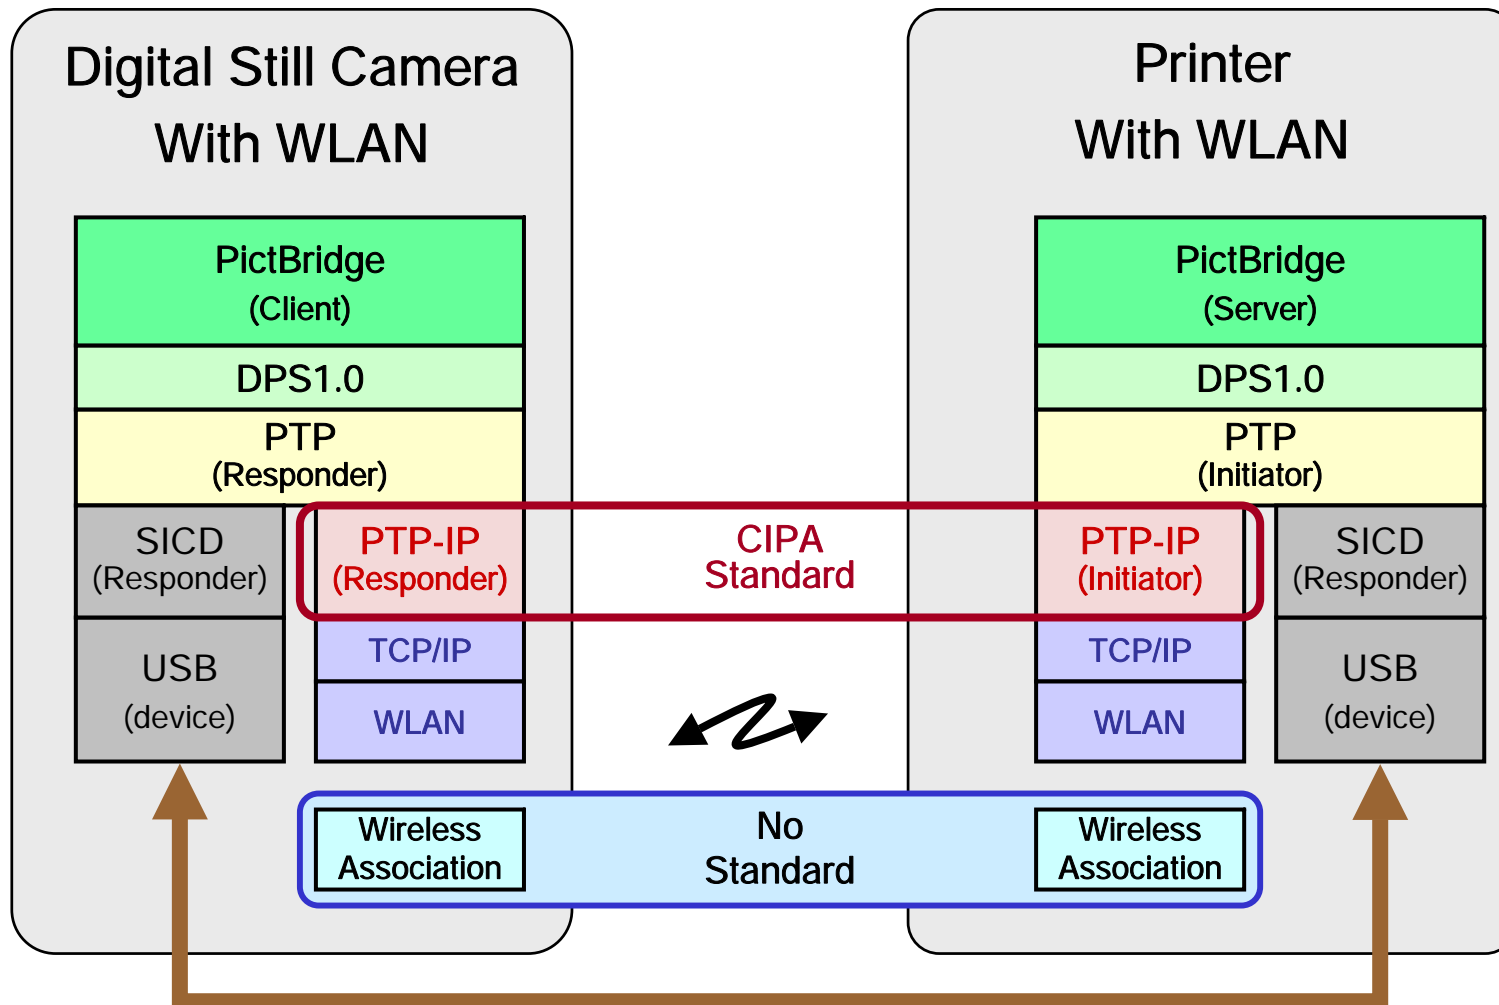 Digital Still Camera
With WLAN
PictBridge
(Client)
DPS1.0
PTP
(Responder)
SICD
(Responder)
USB
(device)
PTP-IP
(Responder)
TCP/IP
WLAN
Wireless
Association
CIPA
Standard
No
Standard
Printer
With WLAN
PictBridge
(Server)
DPS1.0
PTP
(Initiator)
PTP-IP
(Initiator)
TCP/IP
WLAN
Wireless
Association
SICD
(Responder)
USB
(device)